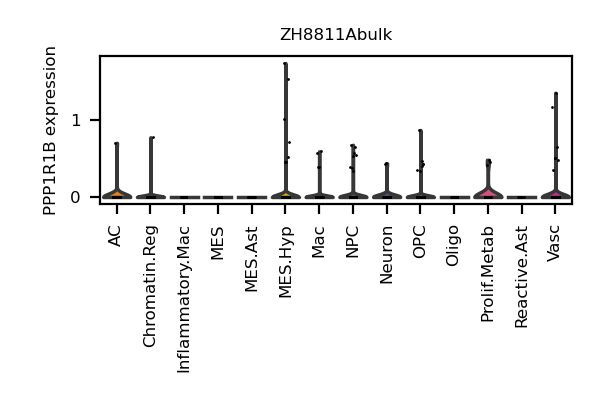 ZH8811Abulk
PPP1R1B expression
1
0
AC
Chromatin.Reg
Inflammatory.Mac
MES
MES.Ast
MES.Hyp
Mac
NPC
Neuron
OPC
Oligo
Prolif.Metab
Reactive.Ast
Vasc